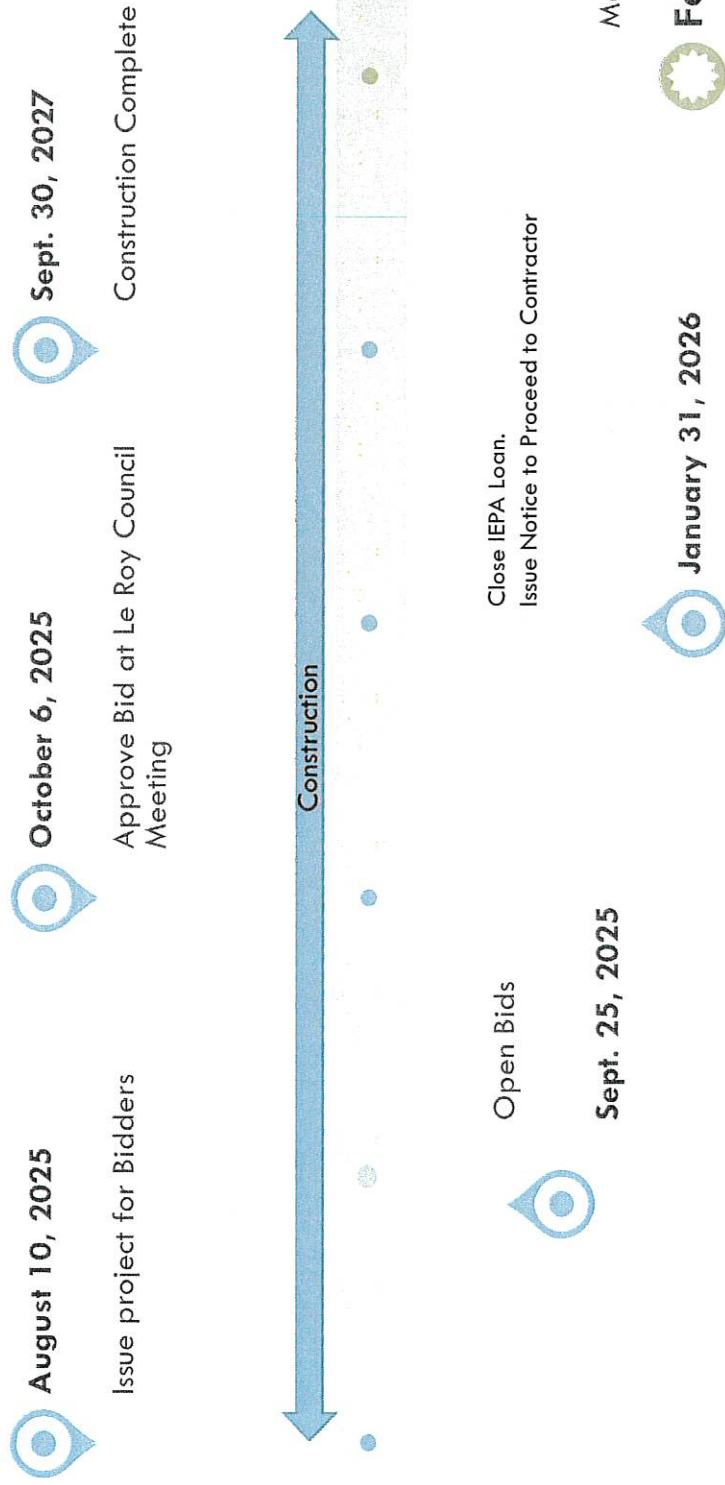 August 10, 2025
Issue project for Bidders
October 6, 2025
Approve Bid at Le Roy Council
Meeting
Sept. 30, 2027
Construction Complete
Construction
Open Bids
Sept. 25, 2025
Close IEPA Loan.
Issue Notice to Proceed to Contractor
January 31, 2026